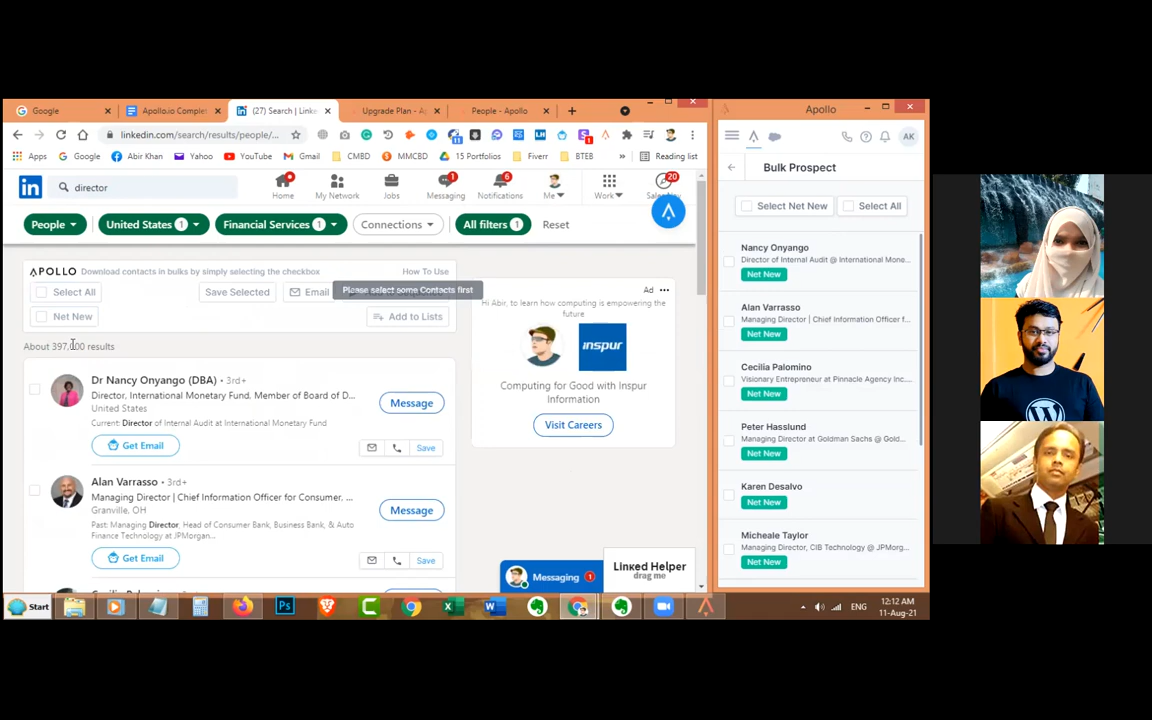 Google
Apollo.io Comple
(27) Search | Linke
Upgrade Plan - A
People - Apollo
linkedin.com/search/results/people/...
Apps
Google
Abir Khan
Yahoo
YouTube
Gmail
CMBD
MMCBD
15 Portfolios
Fiverr
BTEB
Reading list
in
director
Home
My Network
Jobs
Messaging
Notifications
Me
Work
People
United States 1
Financial Services 1
Connections
All filters 1
Reset
APOLLO Download contacts in bulks by simply selecting the checkbox
How To Use
Select All
Save Selected
Email
Please select some Contacts first
Net New
Add to Lists
About 397,000 results
Dr Nancy Onyango (DBA) • 3rd+
Director, International Monetary Fund, Member of Board of D...
United States
Current: Director of Internal Audit at International Monetary Fund
Message
Get Email
Save
Alan Varrasso • 3rd+
Managing Director | Chief Information Officer for Consumer, ...
Granville, OH
Past: Managing Director, Head of Consumer Bank, Business Bank, & Auto
Finance Technology at JPMorgan...
Message
Get Email
Save
Ad
Hi Abir, to learn how computing is empowering the
future
inspur
Computing for Good with Inspur
Information
Visit Careers
Messaging 1
Linked Helper
drag me
Apollo
AK
Bulk Prospect
Select Net New
Select All
Nancy Onyango
Director of Internal Audit @ International Mone...
Net New
Alan Varrasso
Managing Director | Chief Information Officer f...
Net New
Cecilia Palomino
Visionary Entrepreneur at Pinnacle Agency Inc...
Net New
Peter Hasslund
Managing Director at Goldman Sachs @ Gold...
Net New
Karen Desalvo
Net New
Micheale Taylor
Managing Director, CIB Technology @ JPMorg...
Net New
Start
ENG
12:12 AM
11-Aug-21